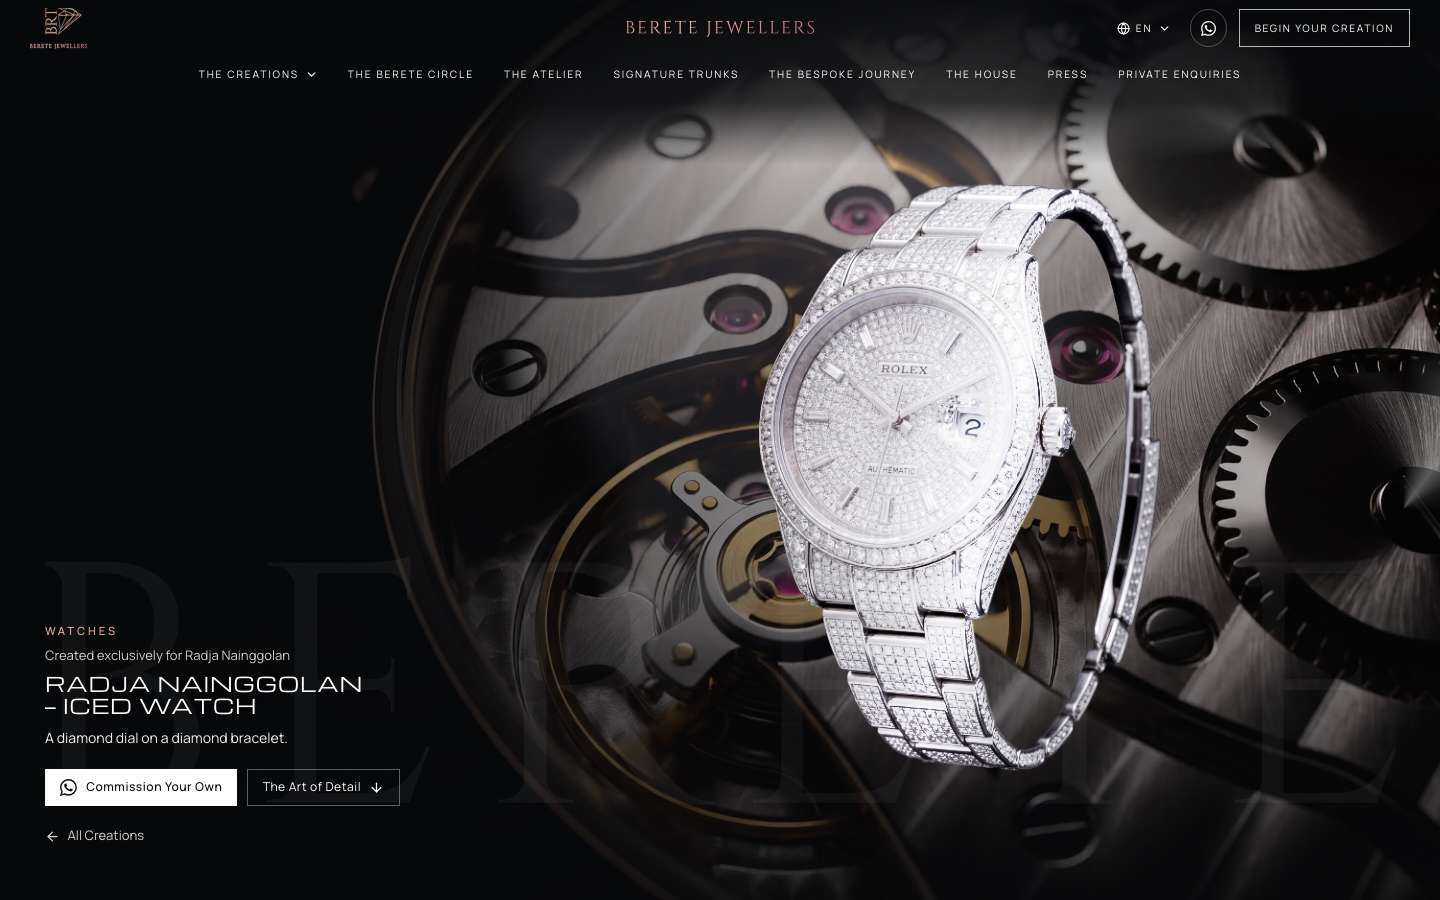 BRT
BERETE JEWELLERS
BERETE JEWELLERS
EN
BEGIN YOUR CREATION
THE CREATIONS
THE BERETE CIRCLE
THE ATELIER
SIGNATURE TRUNKS
THE BESPOKE JOURNEY
THE HOUSE
PRESS
PRIVATE ENQUIRIES
ROLEX
2
WATCHES
Created exclusively for Radja Nainggolan
RADJA NAINGGOLAN
– ICED WATCH
A diamond dial on a diamond bracelet.
Commission Your Own
The Art of Detail
All Creations